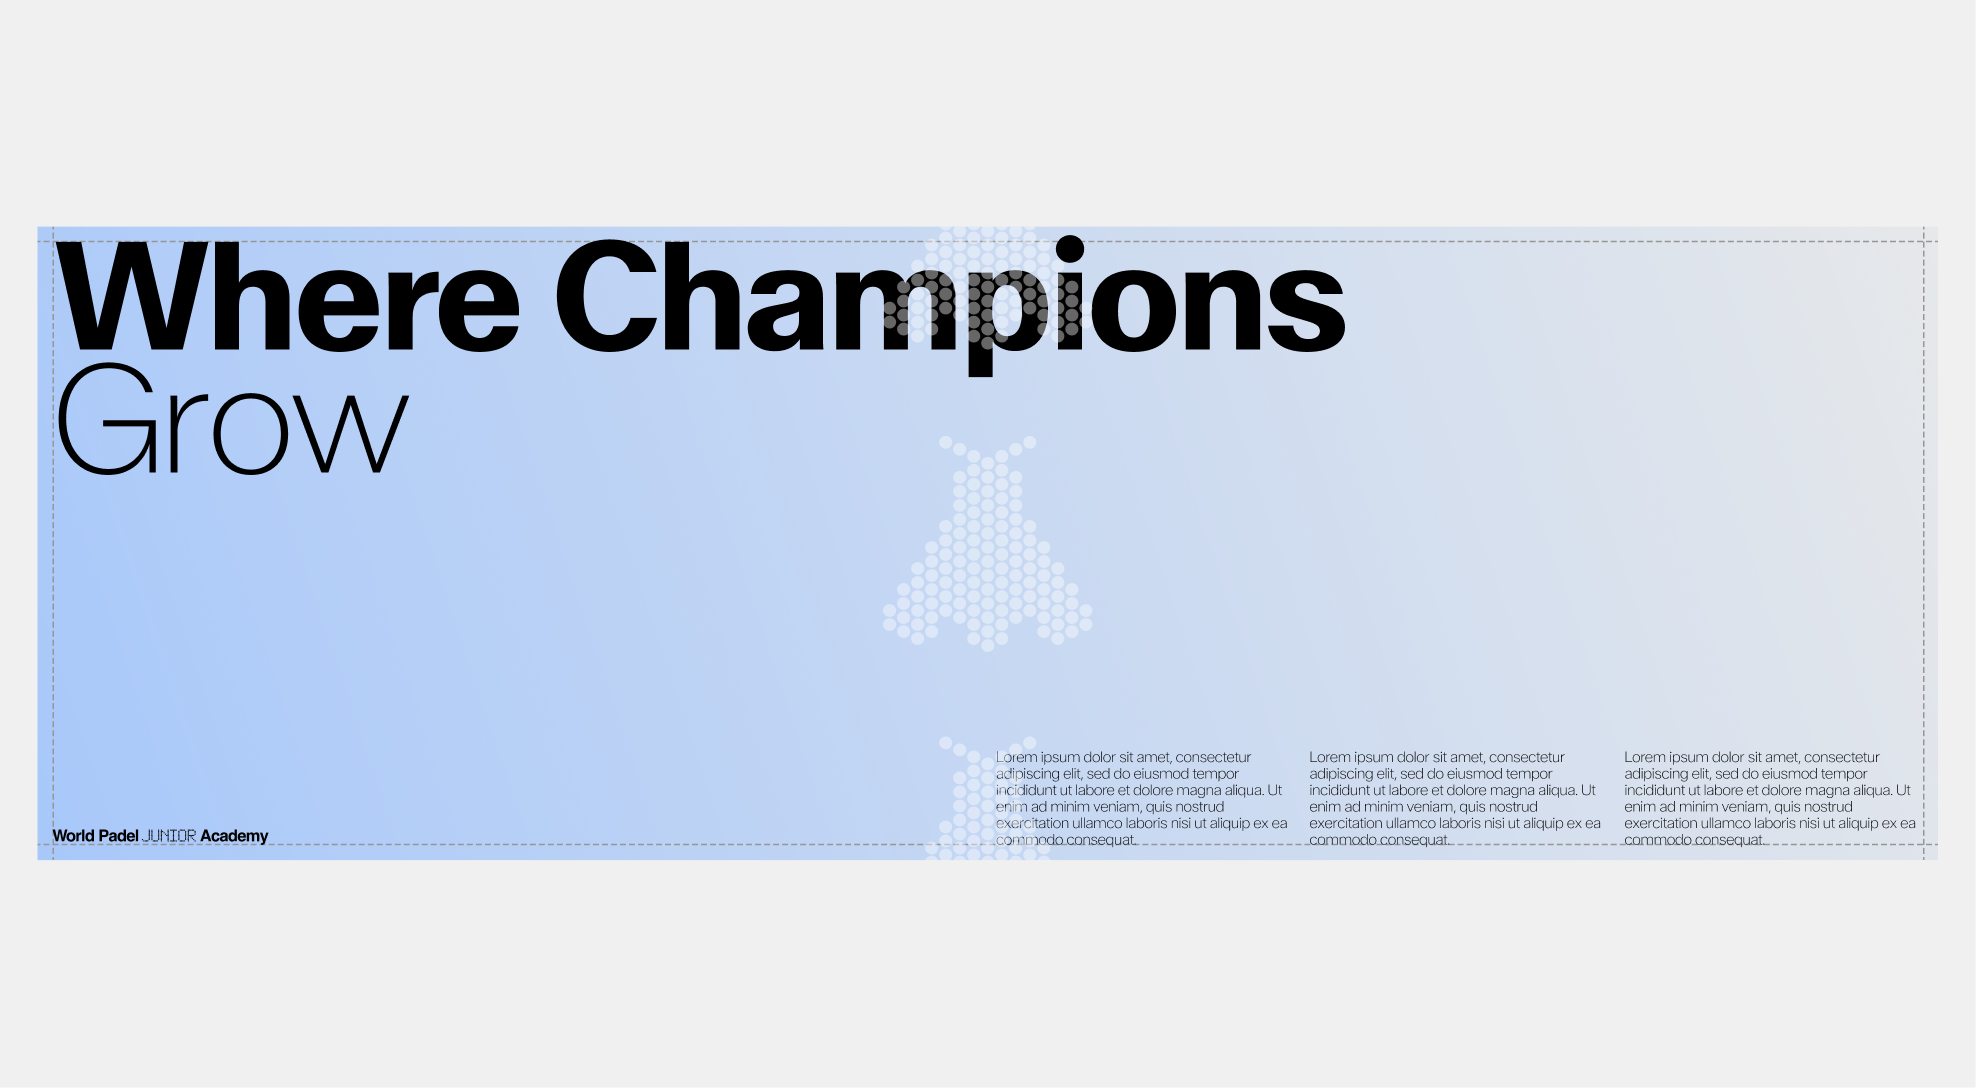 Where Champions
Grow
Lorem ipsum dolor sit amet, consectetur
adipiscing elit, sed do eiusmod tempor
incididunt ut labore et dolore magna aliqua. Ut
enim ad minim veniam, quis nostrud
exercitation ullamco laboris nisi ut aliquip ex ea
commodo consequat.
Lorem ipsum dolor sit amet, consectetur
adipiscing elit, sed do eiusmod tempor
incididunt ut labore et dolore magna aliqua. Ut
enim ad minim veniam, quis nostrud
exercitation ullamco laboris nisi ut aliquip ex ea
commodo consequat.
Lorem ipsum dolor sit amet, consectetur
adipiscing elit, sed do eiusmod tempor
incididunt ut labore et dolore magna aliqua. Ut
enim ad minim veniam, quis nostrud
exercitation ullamco laboris nisi ut aliquip ex ea
commodo consequat.
World Padel JUNIOR Academy